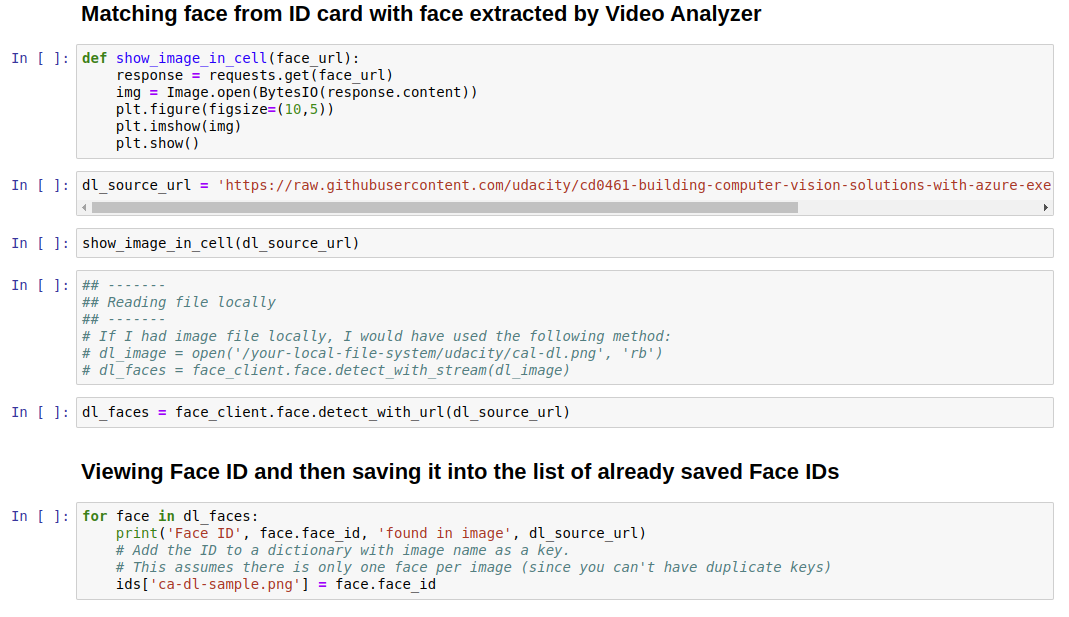 Matching face from ID card with face extracted by Video Analyzer
In [ ]: def show_image_in_cell(face_url):
    response = requests.get(face_url)
    img = Image.open(BytesIO(response.content))
    plt.figure(figsize=(10,5))
    plt.imshow(img)
    plt.show()
In [ ]: dl_source_url = 'https://raw.githubusercontent.com/udacity/cd0461-building-computer-vision-solutions-with-azure-exe
In [ ]: show_image_in_cell(dl_source_url)
In [ ]: ## -------
## Reading file locally
## -------
# If I had image file locally, I would have used the following method:
# dl_image = open('/your-local-file-system/udacity/cal-dl.png', 'rb')
# dl_faces = face_client.face.detect_with_stream(dl_image)
In [ ]: dl_faces = face_client.face.detect_with_url(dl_source_url)
Viewing Face ID and then saving it into the list of already saved Face IDs
In [ ]: for face in dl_faces:
    print('Face ID', face.face_id, 'found in image', dl_source_url)
    # Add the ID to a dictionary with image name as a key.
    # This assumes there is only one face per image (since you can't have duplicate keys)
    ids['ca-dl-sample.png'] = face.face_id